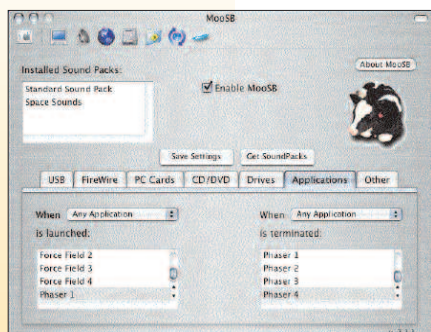 MooSB
Installed Sound Packs:
Standard Sound Pack
Space Sounds
Enable MooSB
About MooSB
Save Settings
Get SoundPacks
USB FireWire PC Cards CD/DVD Drives Applications Other
When Any Application
is launched:
Force Field 2
Force Field 3
Force Field 4
Phaser 1
When Any Application
is terminated:
Phaser 1
Phaser 2
Phaser 3
Phaser 4